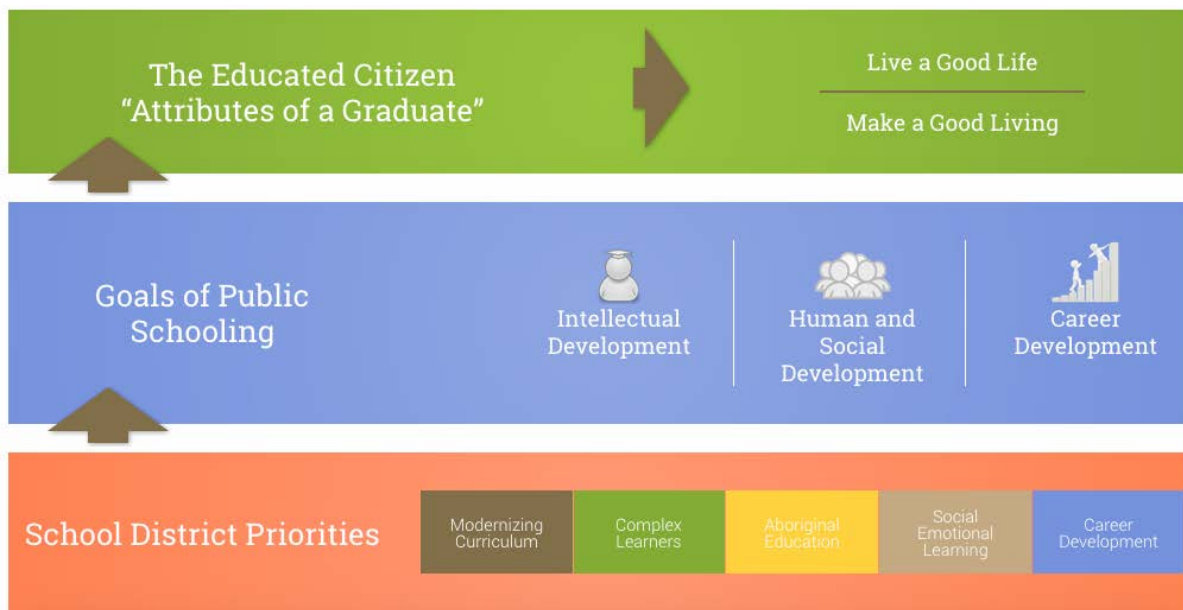 The Educated Citizen
“Attributes of a Graduate”
Live a Good Life
Make a Good Living
Goals of Public
Schooling
Intellectual
Development
Human and
Social
Development
Career
Development
School District Priorities
Modernizing
Curriculum
Complex
Learners
Aboriginal
Education
Social
Emotional
Learning
Career
Development